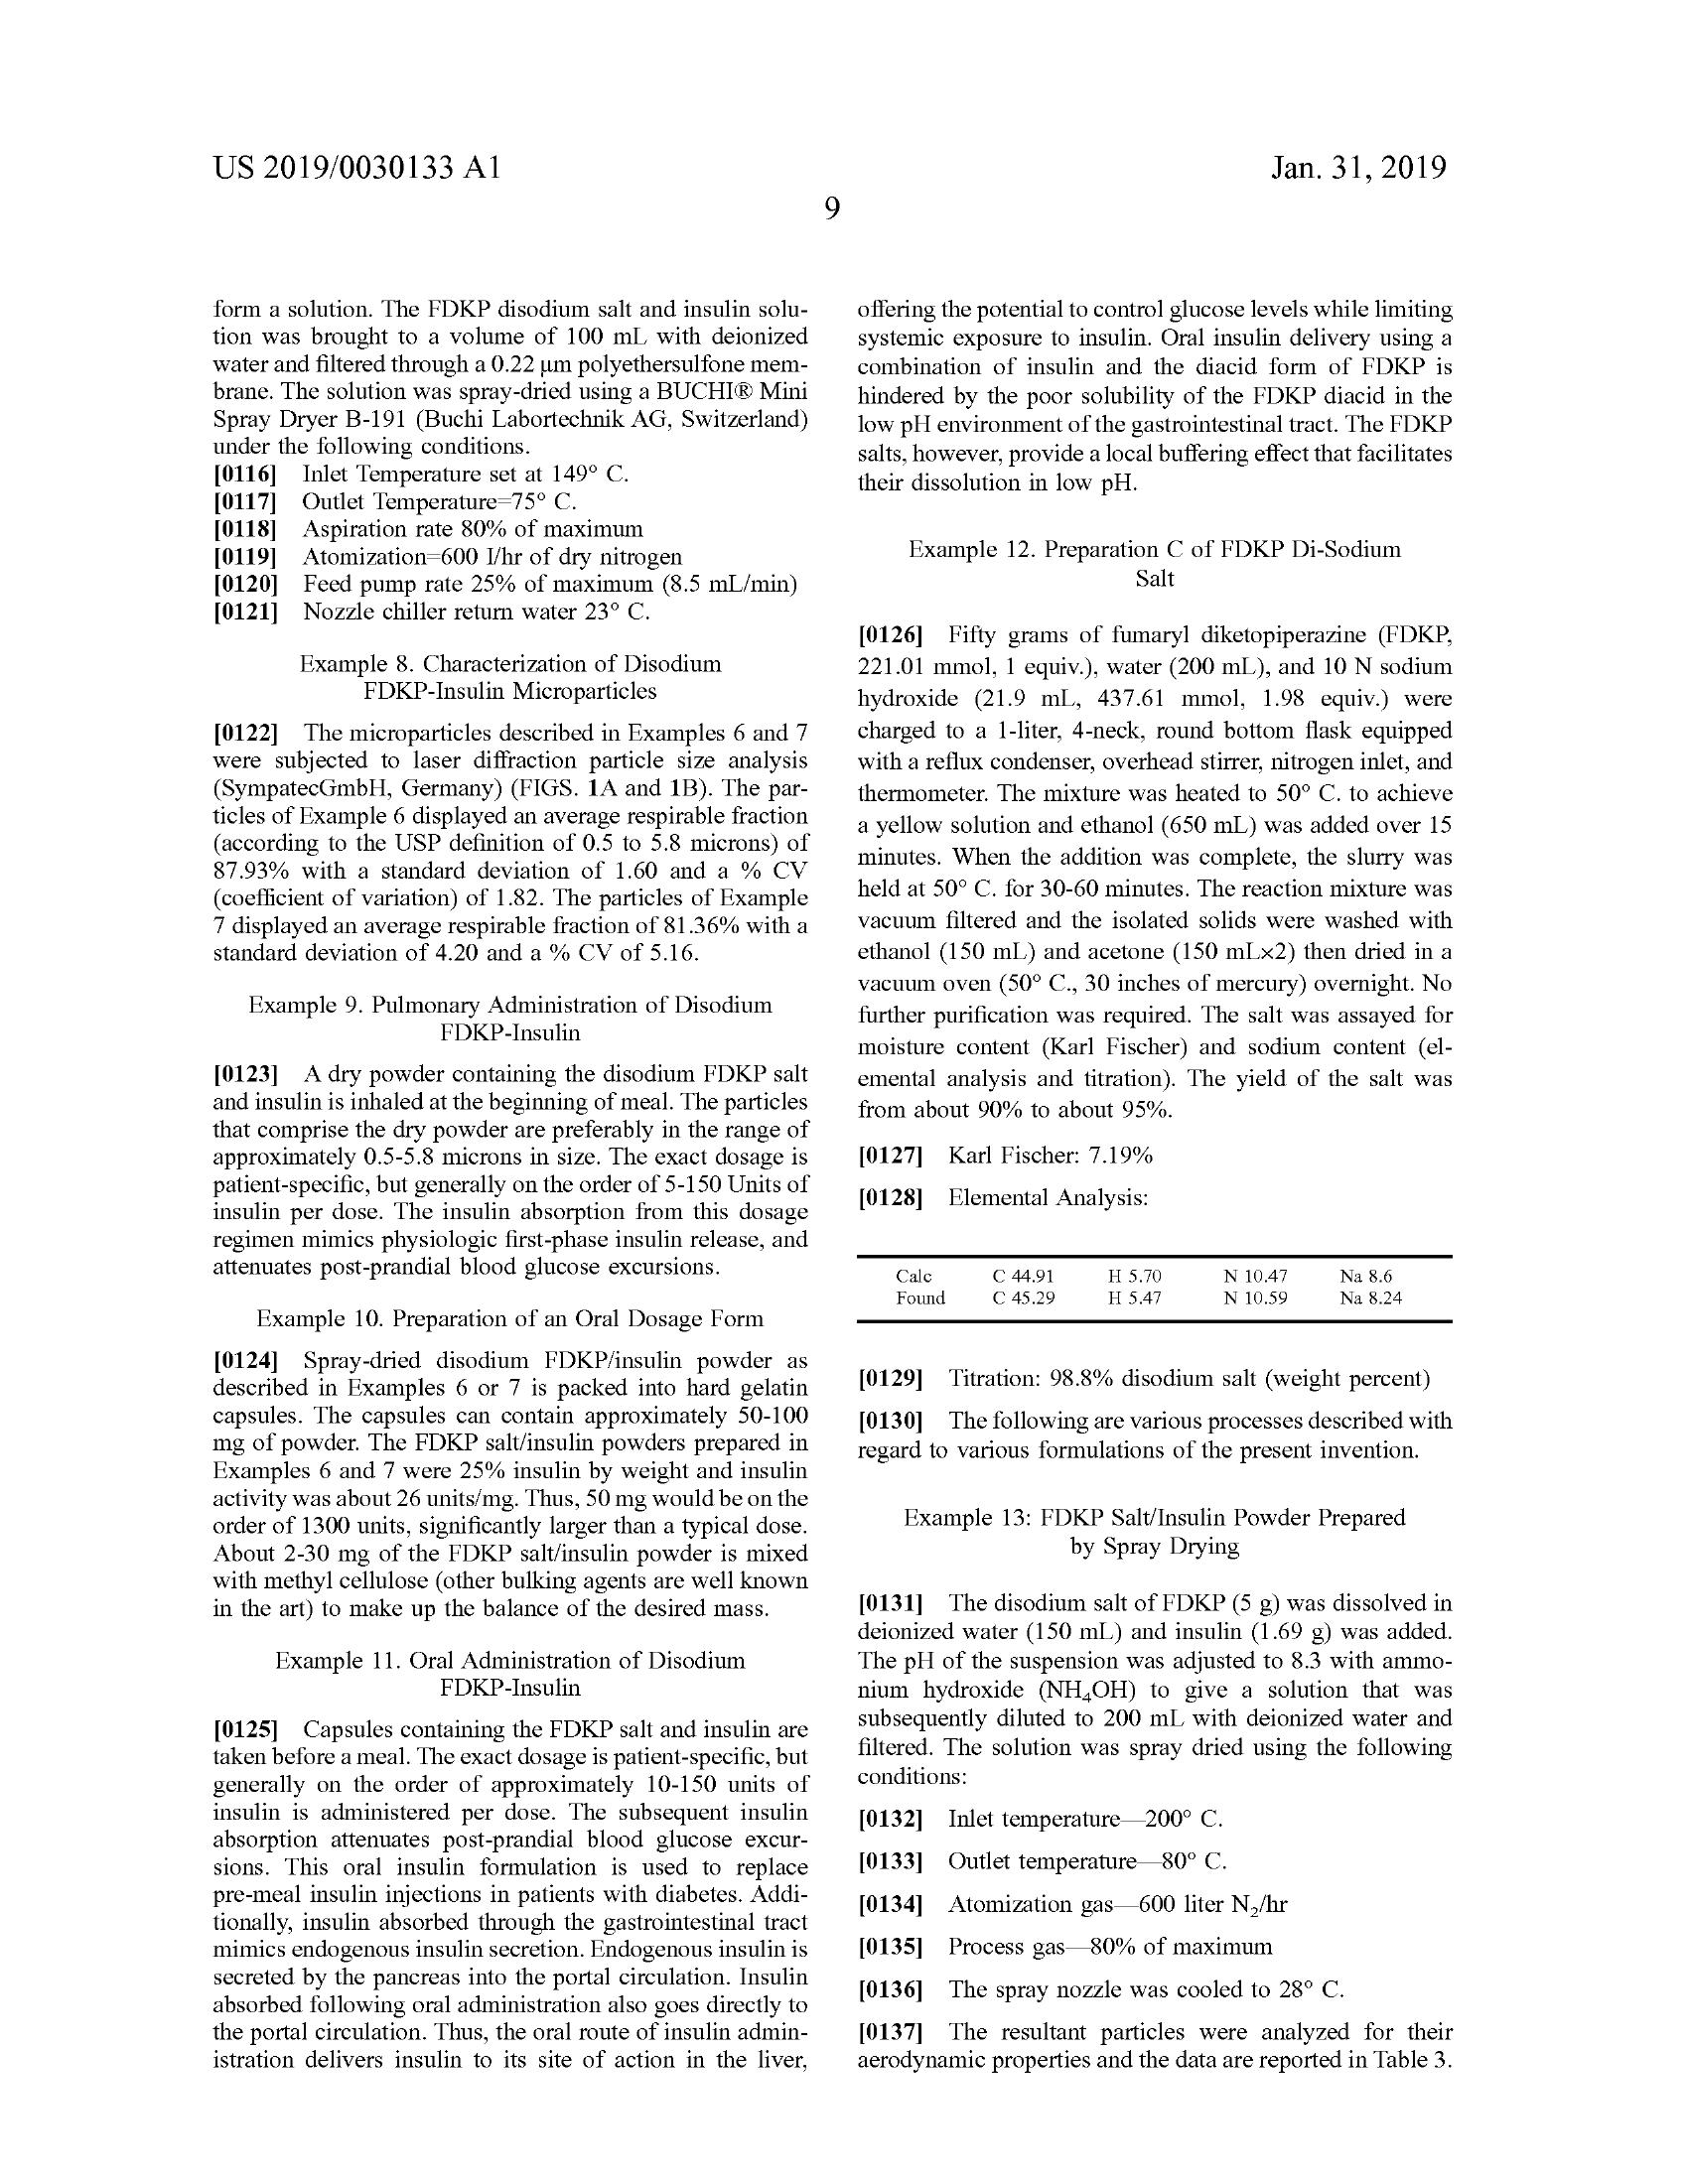 US 2019/0030133 A1
Jan. 31, 2019
9
form a solution. The FDKP disodium salt and insulin solu-
tion was brought to a volume of 100 mL with deionized
water and filtered through a 0.22 μm polyethersulfone mem-
brane. The solution was spray-dried using a BUCHI® Mini
Spray Dryer B-191 (Buchi Labortechnik AG, Switzerland)
under the following conditions.
[0116] Inlet Temperature set at 149° C.
[0117] Outlet Temperature=75° C.
[0118] Aspiration rate 80% of maximum
[0119] Atomization=600 I/hr of dry nitrogen
[0120] Feed pump rate 25% of maximum (8.5 mL/min)
[0121] Nozzle chiller return water 23° C.
Example 8. Characterization of Disodium
FDKP-Insulin Microparticles
[0122] The microparticles described in Examples 6 and 7
were subjected to laser diffraction particle size analysis
(SympatecGmbH, Germany) (FIGS. 1A and 1B). The par-
ticles of Example 6 displayed an average respirable fraction
(according to the USP definition of 0.5 to 5.8 microns) of
87.93% with a standard deviation of 1.60 and a % CV
(coefficient of variation) of 1.82. The particles of Example
7 displayed an average respirable fraction of 81.36% with a
standard deviation of 4.20 and a % CV of 5.16.
Example 9. Pulmonary Administration of Disodium
FDKP-Insulin
[0123] A dry powder containing the disodium FDKP salt
and insulin is inhaled at the beginning of meal. The particles
that comprise the dry powder are preferably in the range of
approximately 0.5-5.8 microns in size. The exact dosage is
patient-specific, but generally on the order of 5-150 Units of
insulin per dose. The insulin absorption from this dosage
regimen mimics physiologic first-phase insulin release, and
attenuates post-prandial blood glucose excursions.
Example 10. Preparation of an Oral Dosage Form
[0124] Spray-dried disodium FDKP/insulin powder as
described in Examples 6 or 7 is packed into hard gelatin
capsules. The capsules can contain approximately 50-100
mg of powder. The FDKP salt/insulin powders prepared in
Examples 6 and 7 were 25% insulin by weight and insulin
activity was about 26 units/mg. Thus, 50 mg would be on the
order of 1300 units, significantly larger than a typical dose.
About 2-30 mg of the FDKP salt/insulin powder is mixed
with methyl cellulose (other bulking agents are well known
in the art) to make up the balance of the desired mass.
Example 11. Oral Administration of Disodium
FDKP-Insulin
[0125] Capsules containing the FDKP salt and insulin are
taken before a meal. The exact dosage is patient-specific, but
generally on the order of approximately 10-150 units of
insulin is administered per dose. The subsequent insulin
absorption attenuates post-prandial blood glucose excur-
sions. This oral insulin formulation is used to replace
pre-meal insulin injections in patients with diabetes. Addi-
tionally, insulin absorbed through the gastrointestinal tract
mimics endogenous insulin secretion. Endogenous insulin is
secreted by the pancreas into the portal circulation. Insulin
absorbed following oral administration also goes directly to
the portal circulation. Thus, the oral route of insulin admin-
istration delivers insulin to its site of action in the liver,
offering the potential to control glucose levels while limiting
systemic exposure to insulin. Oral insulin delivery using a
combination of insulin and the diacid form of FDKP is
hindered by the poor solubility of the FDKP diacid in the
low pH environment of the gastrointestinal tract. The FDKP
salts, however, provide a local buffering effect that facilitates
their dissolution in low pH.
Example 12. Preparation C of FDKP Di-Sodium
Salt
[0126] Fifty grams of fumaryl diketopiperazine (FDKP,
221.01 mmol, 1 equiv.), water (200 mL), and 10 N sodium
hydroxide (21.9 mL, 437.61 mmol, 1.98 equiv.) were
charged to a 1-liter, 4-neck, round bottom flask equipped
with a reflux condenser, overhead stirrer, nitrogen inlet, and
thermometer. The mixture was heated to 50° C. to achieve
a yellow solution and ethanol (650 mL) was added over 15
minutes. When the addition was complete, the slurry was
held at 50° C. for 30-60 minutes. The reaction mixture was
vacuum filtered and the isolated solids were washed with
ethanol (150 mL) and acetone (150 mLx2) then dried in a
vacuum oven (50° C., 30 inches of mercury) overnight. No
further purification was required. The salt was assayed for
moisture content (Karl Fischer) and sodium content (el-
emental analysis and titration). The yield of the salt was
from about 90% to about 95%.
[0127] Karl Fischer: 7.19%
[0128] Elemental Analysis:
Calc C 44.91 H 5.70 N 10.47 Na 8.6
Found C 45.29 H 5.47 N 10.59 Na 8.24
[0129] Titration: 98.8% disodium salt (weight percent)
[0130] The following are various processes described with
regard to various formulations of the present invention.
Example 13: FDKP Salt/Insulin Powder Prepared
by Spray Drying
[0131] The disodium salt of FDKP (5 g) was dissolved in
deionized water (150 mL) and insulin (1.69 g) was added.
The pH of the suspension was adjusted to 8.3 with ammo-
nium hydroxide (NH₄OH) to give a solution that was
subsequently diluted to 200 mL with deionized water and
filtered. The solution was spray dried using the following
conditions:
[0132] Inlet temperature—200° C.
[0133] Outlet temperature—80° C.
[0134] Atomization gas—600 liter N₂/hr
[0135] Process gas—80% of maximum
[0136] The spray nozzle was cooled to 28° C.
[0137] The resultant particles were analyzed for their
aerodynamic properties and the data are reported in Table 3.